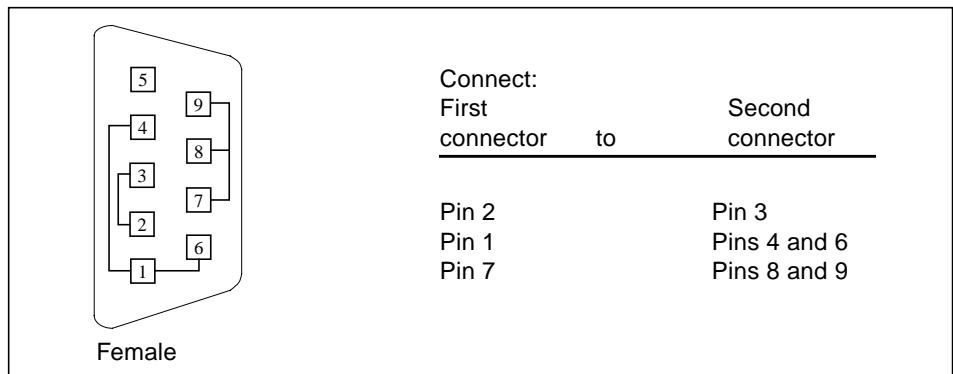 5
9
4
8
3
7
2
6
1
Female
Connect:
First Second
connector to connector
Pin 2 Pin 3
Pin 1 Pins 4 and 6
Pin 7 Pins 8 and 9